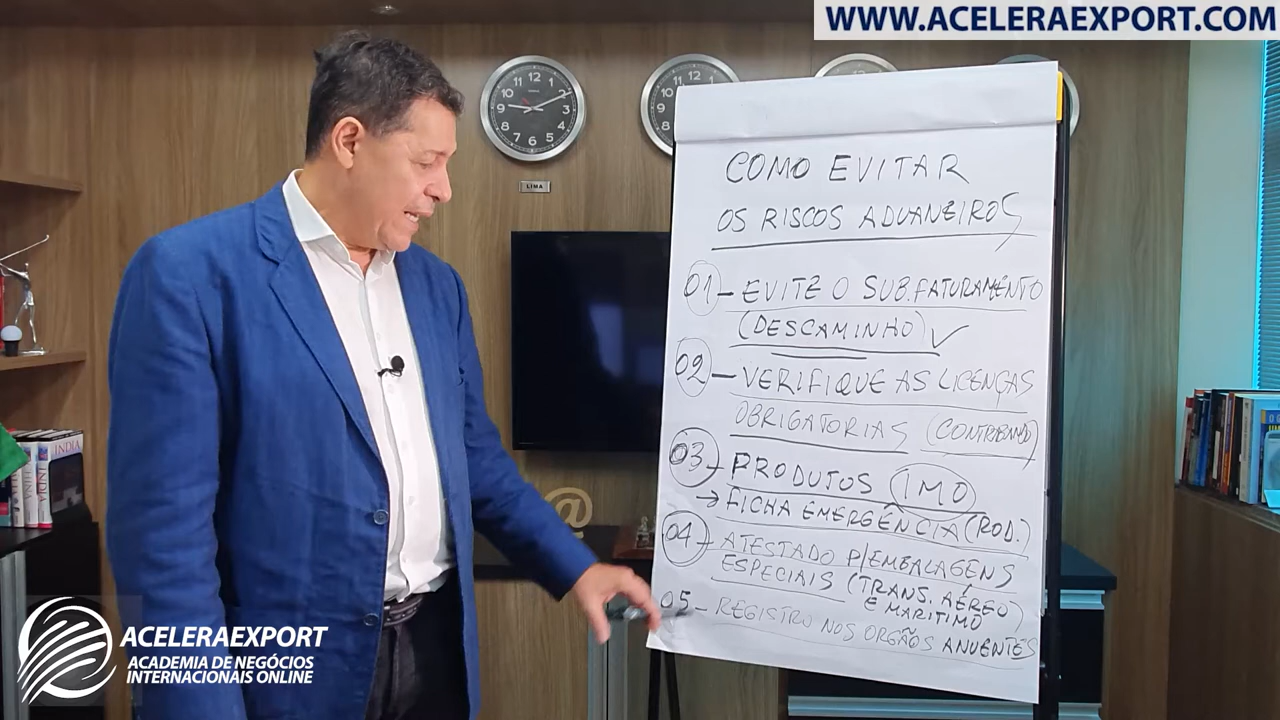 WWW.ACELERAEXPORT.COM
COMO EVITAR
OS RISCOS ADUANEIROS
01 - EVITE O SUB.FATURAMENTO
(DESCAMINHO) ✓
02 - VERIFIQUE AS LICENÇAS
OBRIGATORIAS (CONTRABANDO)
03 - PRODUTOS IMO
→ FICHA EMERGÊNCIA (ROD.)
04 - ATESTADO P/EMBALAGENS
ESPECIAIS (TRANS. AÉREO
E MARITIMO)
05 - REGISTRO NOS ORGÃOS ANUENTES
LIMA
INDIA
ACELERAEXPORT
ACADEMIA DE NEGÓCIOS
INTERNACIONAIS ONLINE